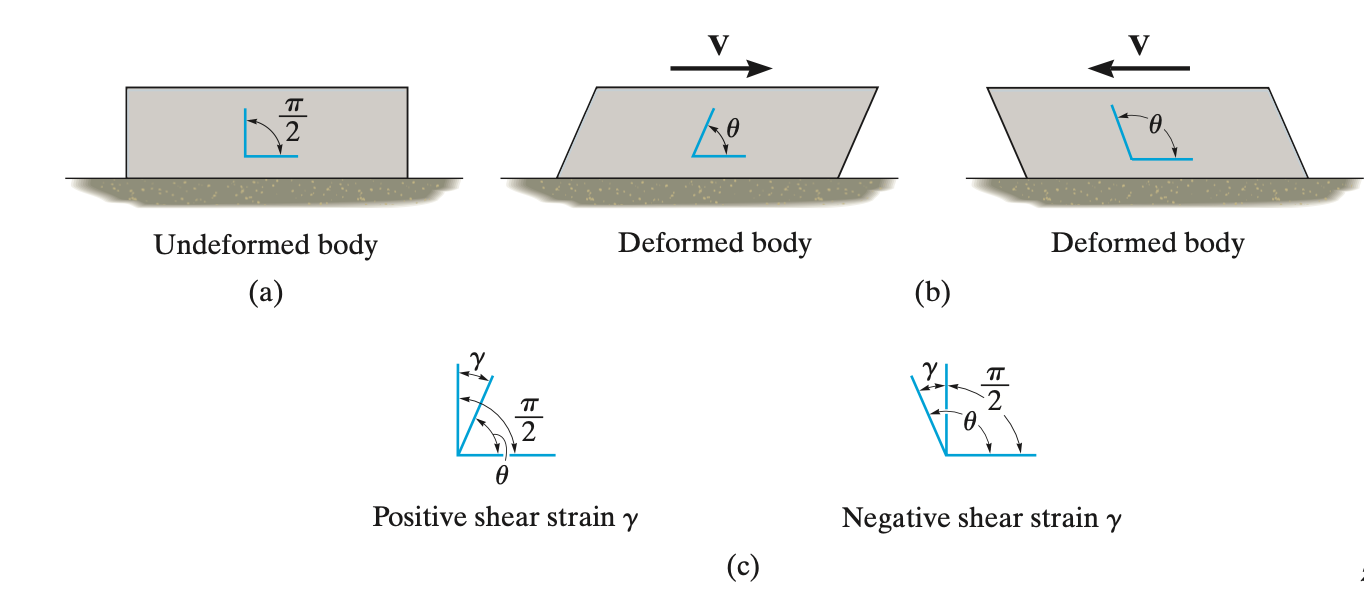 V
V
π/2
θ
θ
Undeformed body
Deformed body
Deformed body
(a)
(b)
γ
π/2
θ
γ
π/2
θ
Positive shear strain γ
Negative shear strain γ
(c)